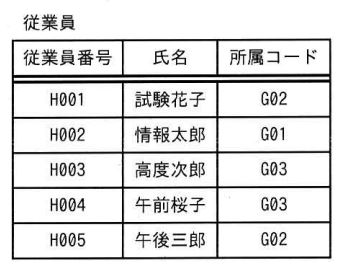 従業員
従業員番号 氏名 所属コード
H001 試験花子 G02
H002 情報太郎 G01
H003 高度次郎 G03
H004 午前桜子 G03
H005 午後三郎 G02